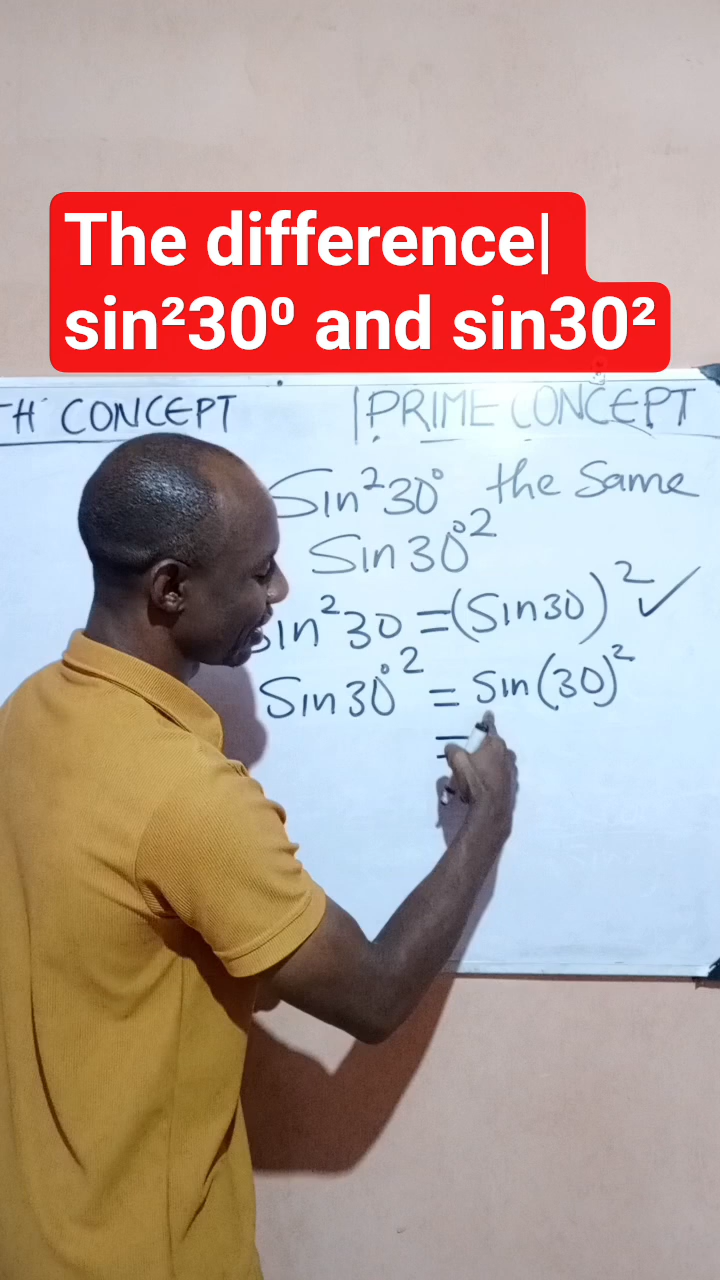 The difference|
sin²30⁰ and sin30²
TH CONCEPT
PRIME CONCEPT
Sin²30° the Same
Sin30°²
Sin²30 =(Sin30)² ✓
Sin30°² = Sin(30)²
=